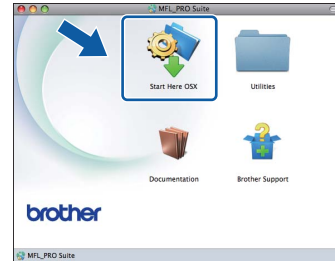 MFL_PRO Suite
Start Here OSX
Utilities
Documentation
Brother Support
brother
MFL_PRO Suite